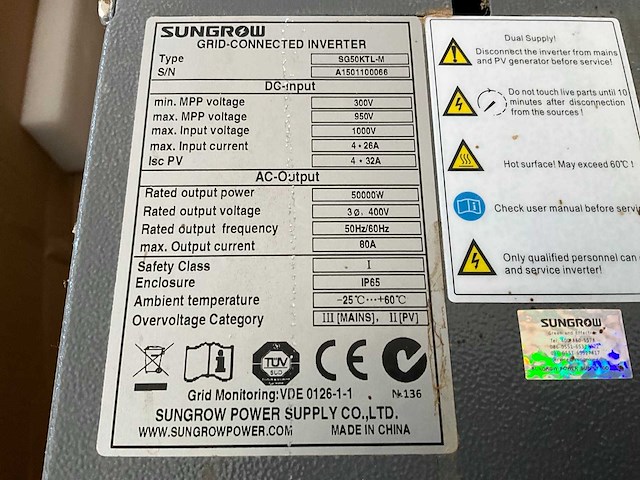 SUNGROW
GRID-CONNECTED INVERTER
Type SG50KTL-M
S/N A1501100066
DC-Input
min. MPP voltage 300V
max. MPP voltage 950V
max. Input voltage 1000V
max. Input current 4*26A
Isc PV 4*32A
AC-Output
Rated output power 50000W
Rated output voltage 3ø, 400V
Rated output frequency 50Hz/60Hz
max. Output current 80A
Safety Class I
Enclosure IP65
Ambient temperature -25℃…+60℃
Overvoltage Category III [MAINS], II [PV]
TÜV
SÜD
CE
Grid Monitoring:VDE 0126-1-1 N136
SUNGROW POWER SUPPLY CO.,LTD.
WWW.SUNGROWPOWER.COM MADE IN CHINA
Dual Supply!
Disconnect the inverter from mains
and PV generator before service!
Do not touch live parts until 10
minutes after disconnection
from the sources !
Hot surface! May exceed 60℃ !
Check user manual before servi
Only qualified personnel can
and service inverter!
SUNGROW
SUNGROW POWER SUPPLY